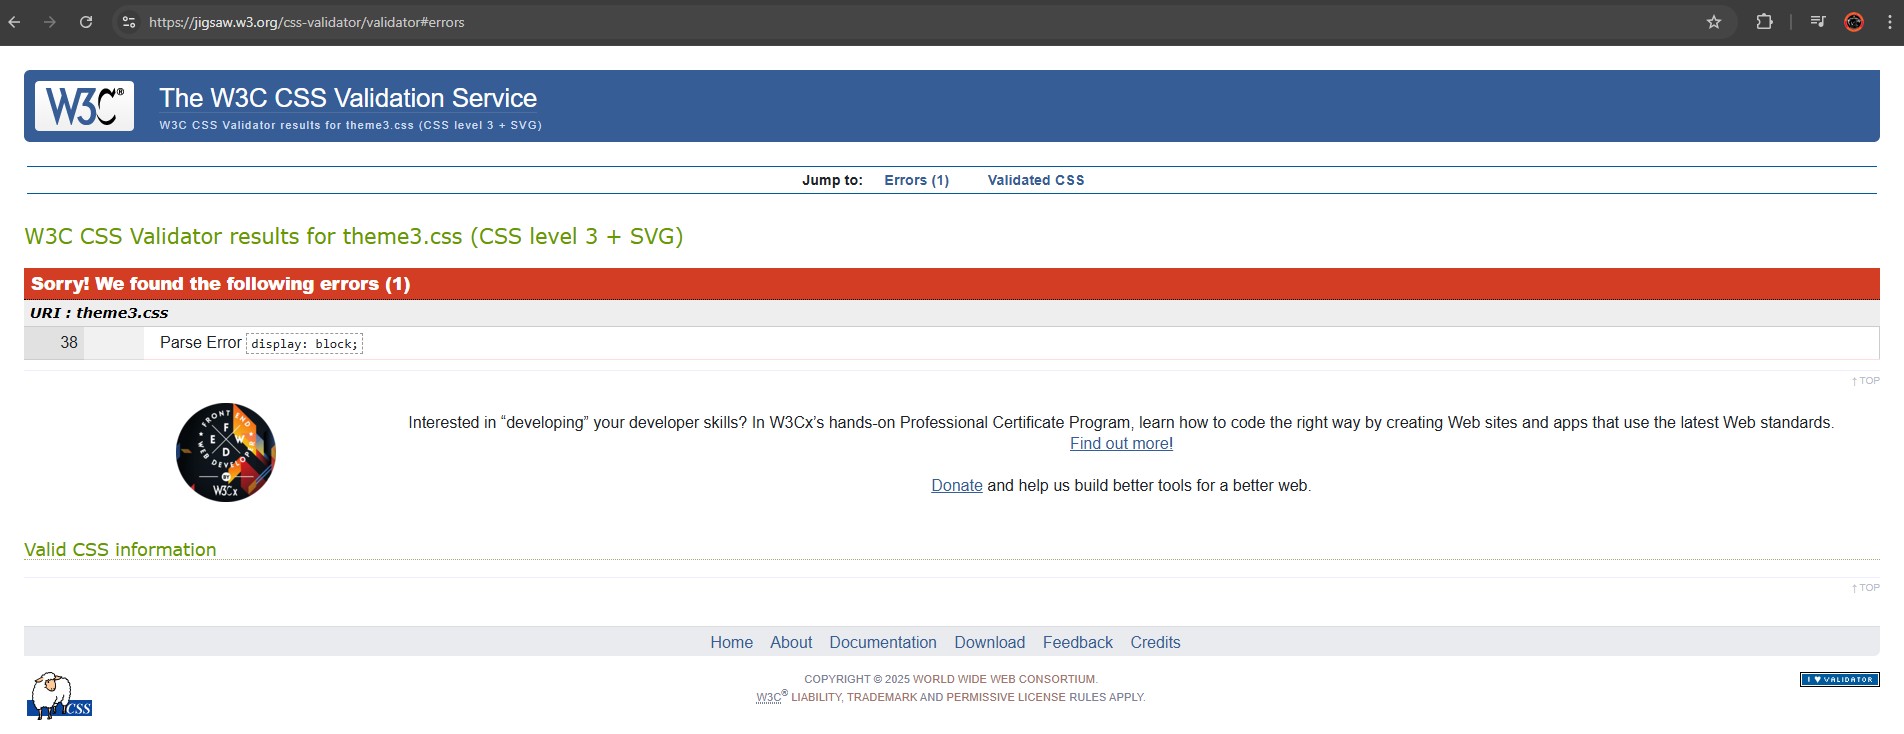 https://jigsaw.w3.org/css-validator/validator#errors
W3C®
The W3C CSS Validation Service
W3C CSS Validator results for theme3.css (CSS level 3 + SVG)
Jump to: Errors (1) Validated CSS
W3C CSS Validator results for theme3.css (CSS level 3 + SVG)
Sorry! We found the following errors (1)
URI : theme3.css
38 Parse Error display: block;
↑ TOP
FRONT END
F
E W
D
WEB DEVELOPER
BY
W3Cx
Interested in “developing” your developer skills? In W3Cx’s hands-on Professional Certificate Program, learn how to code the right way by creating Web sites and apps that use the latest Web standards.
Find out more!
Donate and help us build better tools for a better web.
Valid CSS information
↑ TOP
Home About Documentation Download Feedback Credits
CSS
COPYRIGHT © 2025 WORLD WIDE WEB CONSORTIUM.
W3C® LIABILITY, TRADEMARK AND PERMISSIVE LICENSE RULES APPLY.
I ♥ VALIDATOR